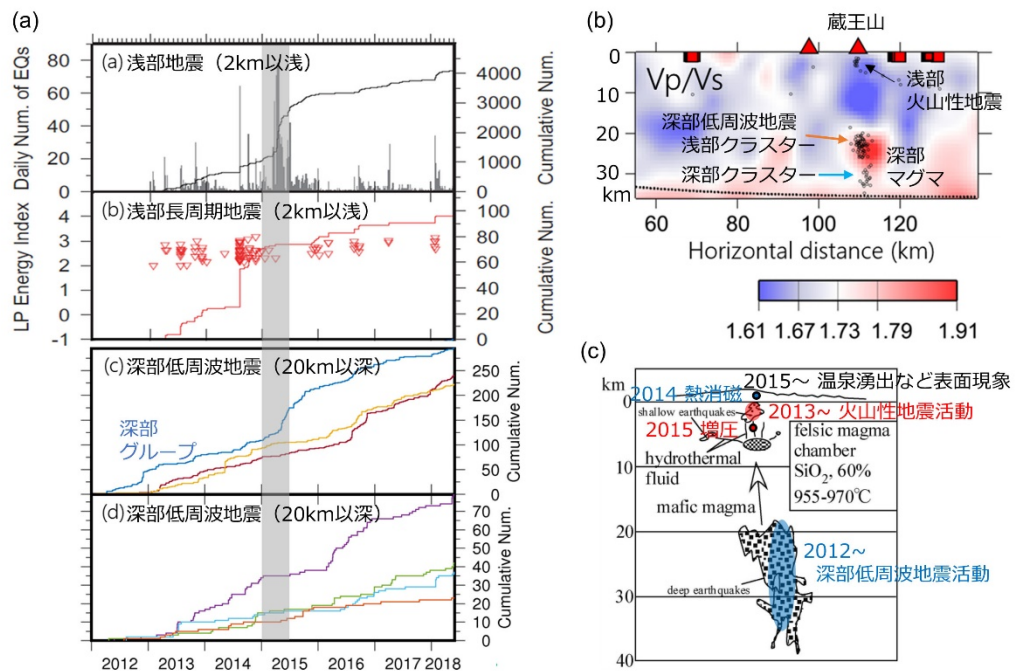 (a)
(a) 浅部地震（2km以浅）
Daily Num. of EQs
80
60
40
20
0
4000
3000
2000
1000
0
Cumulative Num.
(b) 浅部長周期地震（2km以浅）
LP Energy Index
4
3
2
1
0
-1
100
80
60
40
20
0
Cumulative Num.
(c) 深部低周波地震（20km以深）
深部
グループ
250
200
150
100
50
0
Cumulative Num.
(d) 深部低周波地震（20km以深）
70
60
50
40
30
20
10
0
Cumulative Num.
2012 2013 2014 2015 2016 2017 2018
(b)
蔵王山
Vp/Vs
0
10
20
30
km
浅部
火山性地震
深部低周波地震
浅部クラスター
深部クラスター
深部
マグマ
60 80 100 120
Horizontal distance (km)
1.61 1.67 1.73 1.79 1.91
(c)
km
0
10
20
30
40
2015～ 温泉湧出など表面現象
2014 熱消磁
shallow earthquakes
2013~ 火山性地震活動
2015 増圧
hydrothermal
fluid
felsic magma
chamber
SiO₂, 60%
955-970℃
mafic magma
2012~
深部低周波地震活動
deep earthquakes